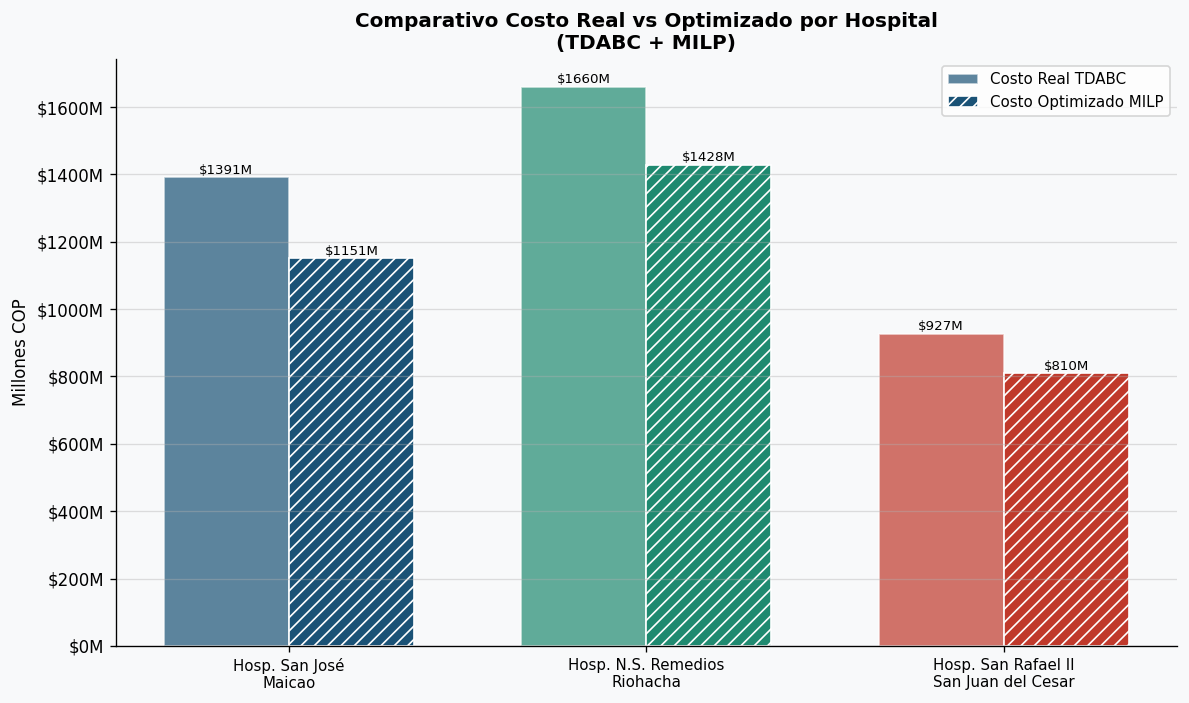 Comparativo Costo Real vs Optimizado por Hospital
(TDABC + MILP)
Costo Real TDABC
Costo Optimizado MILP
Millones COP
$1600M
$1400M
$1200M
$1000M
$800M
$600M
$400M
$200M
$0M
$1391M
$1151M
$1660M
$1428M
$927M
$810M
Hosp. San José
Maicao
Hosp. N.S. Remedios
Riohacha
Hosp. San Rafael II
San Juan del Cesar